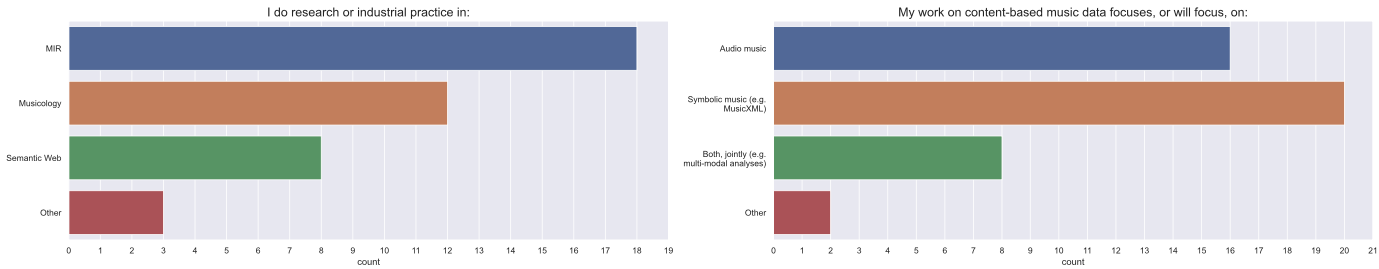 I do research or industrial practice in:
MIR
Musicology
Semantic Web
Other
0 1 2 3 4 5 6 7 8 9 10 11 12 13 14 15 16 17 18 19
count
My work on content-based music data focuses, or will focus, on:
Audio music
Symbolic music (e.g.
MusicXML)
Both, jointly (e.g.
multi-modal analyses)
Other
0 1 2 3 4 5 6 7 8 9 10 11 12 13 14 15 16 17 18 19 20 21
count